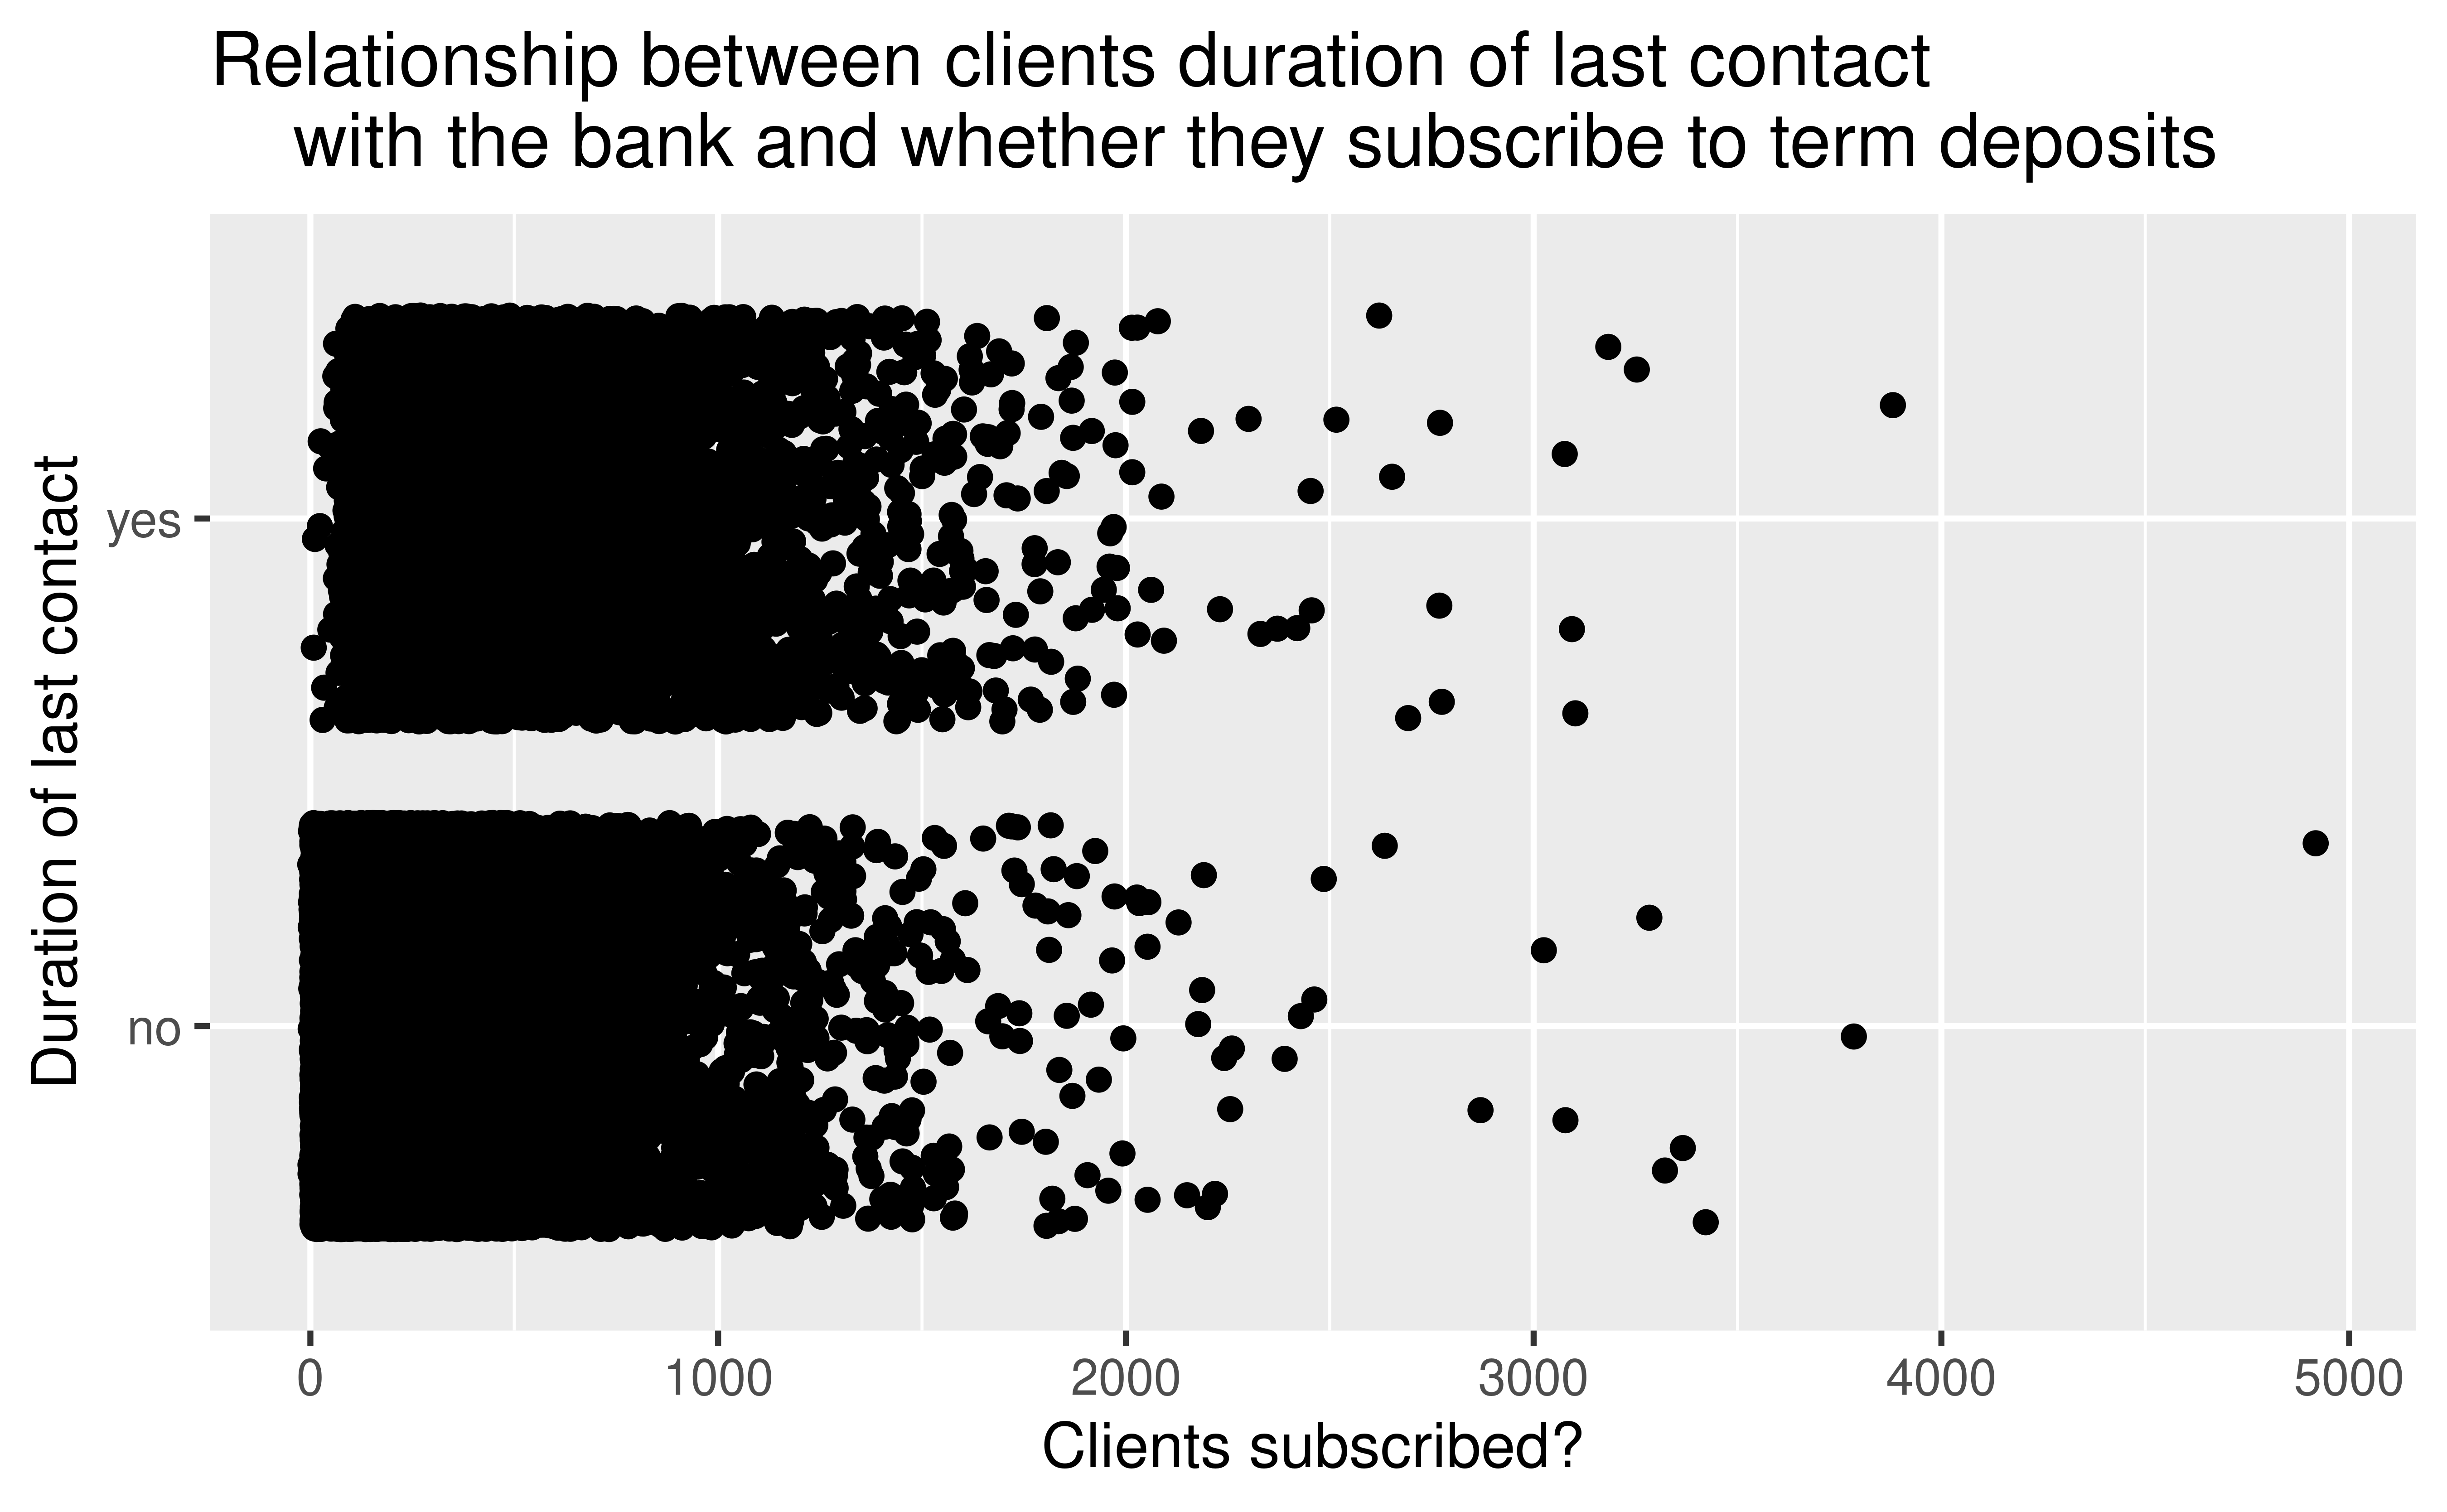 Relationship between clients duration of last contact
with the bank and whether they subscribe to term deposits
Duration of last contact
yes
no
0 1000 2000 3000 4000 5000
Clients subscribed?